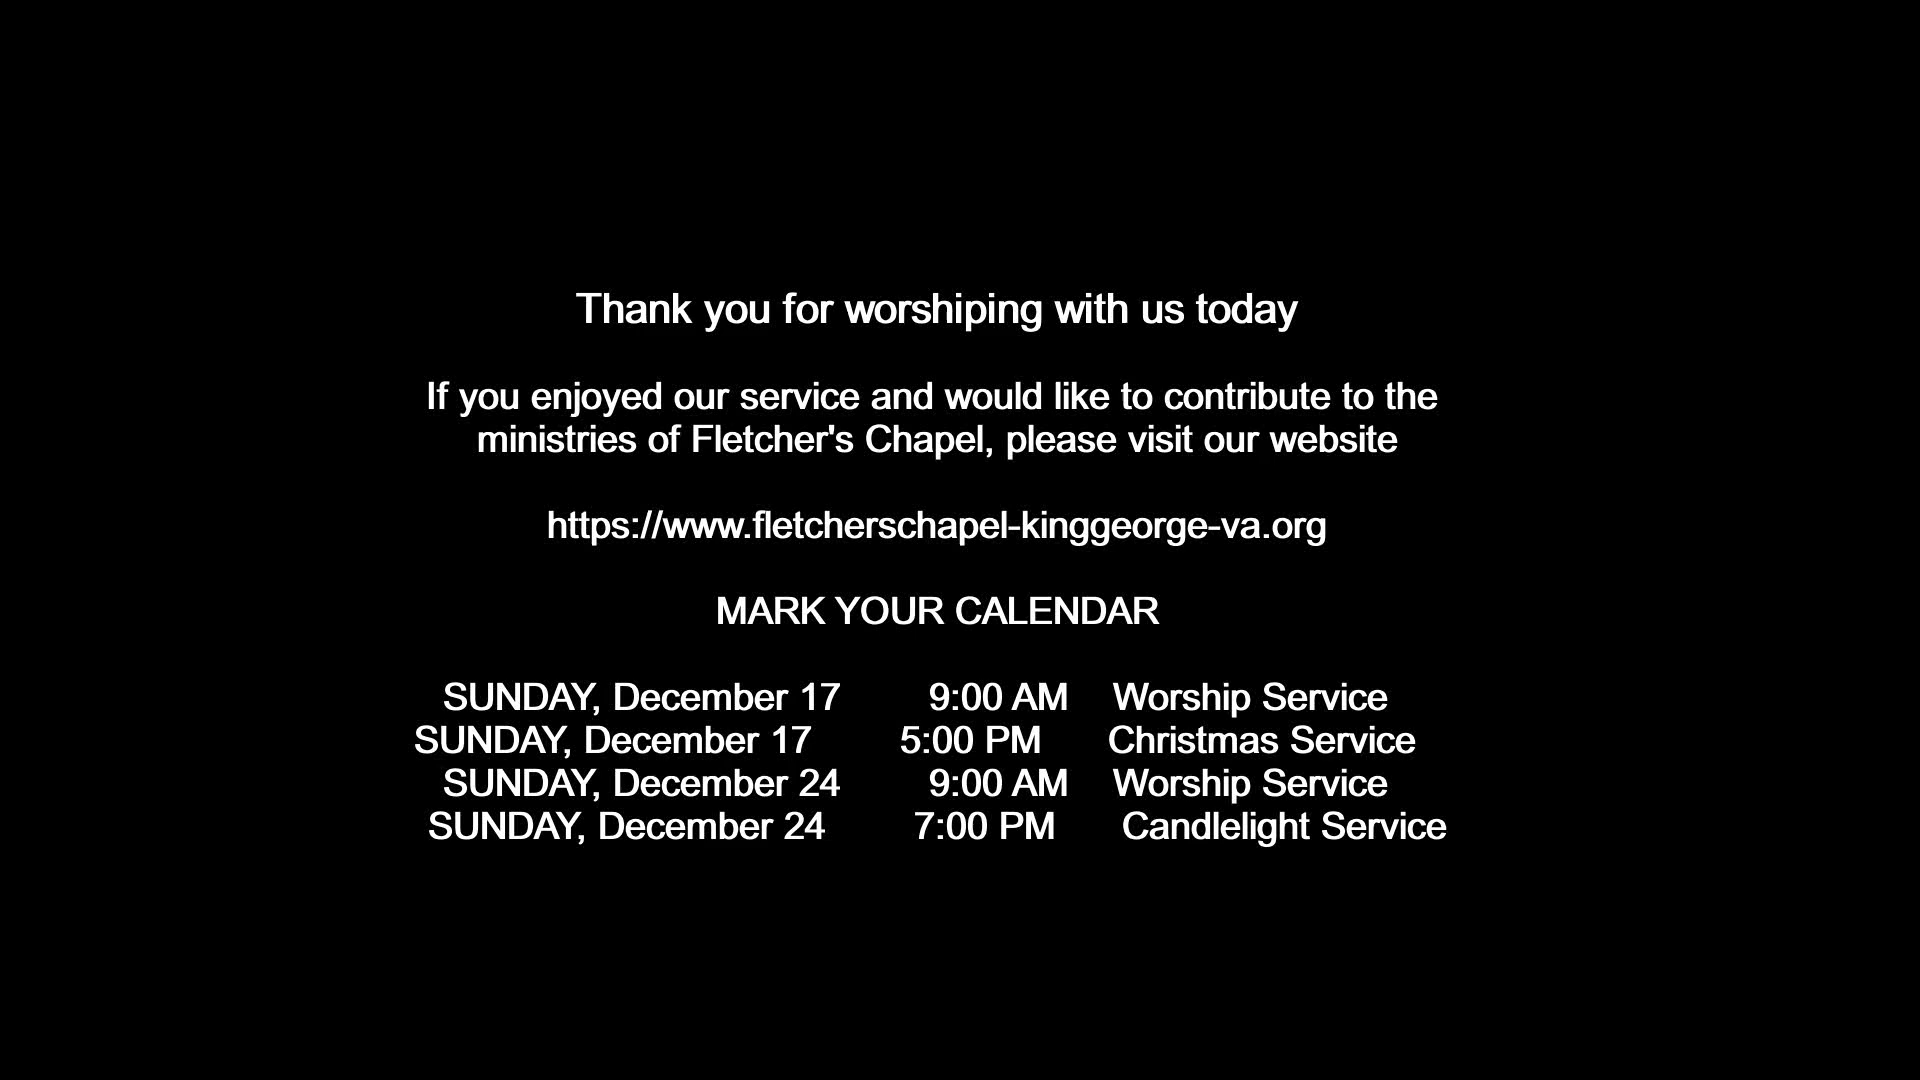 Thank you for worshiping with us today
If you enjoyed our service and would like to contribute to the
ministries of Fletcher's Chapel, please visit our website
https://www.fletcherschapel-kinggeorge-va.org
MARK YOUR CALENDAR
SUNDAY, December 17 9:00 AM Worship Service
SUNDAY, December 17 5:00 PM Christmas Service
SUNDAY, December 24 9:00 AM Worship Service
SUNDAY, December 24 7:00 PM Candlelight Service